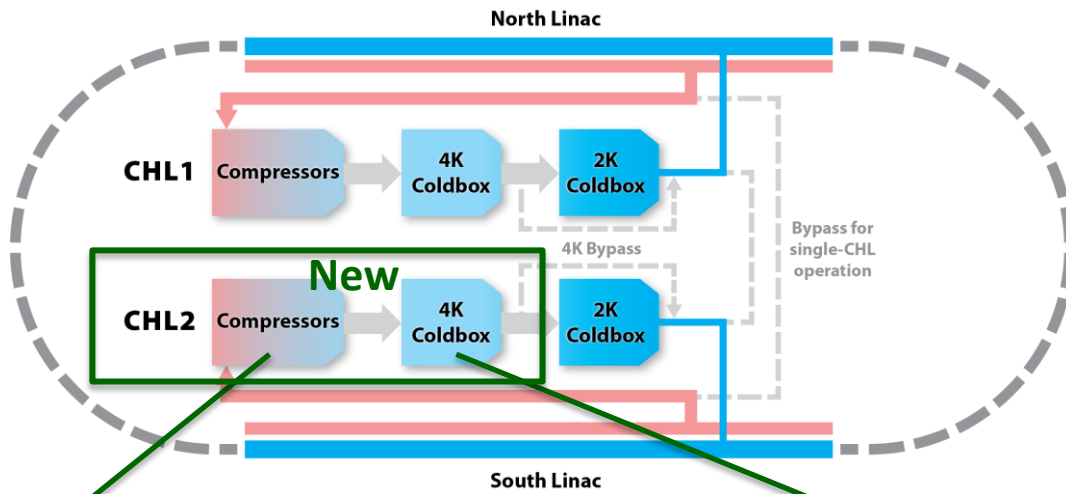 North Linac
CHL1
Compressors
4K
Coldbox
2K
Coldbox
4K Bypass
Bypass for
single-CHL
operation
New
CHL2
Compressors
4K
Coldbox
2K
Coldbox
South Linac